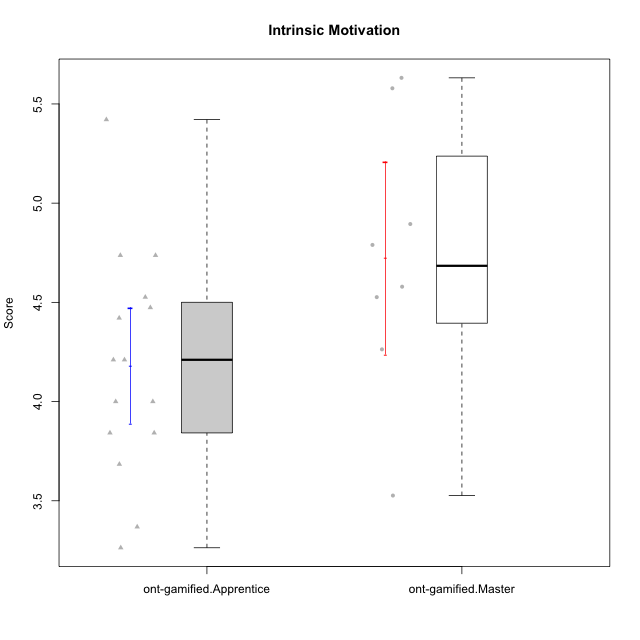 Intrinsic Motivation
Score
5.5
5.0
4.5
4.0
3.5
ont-gamified.Apprentice
ont-gamified.Master